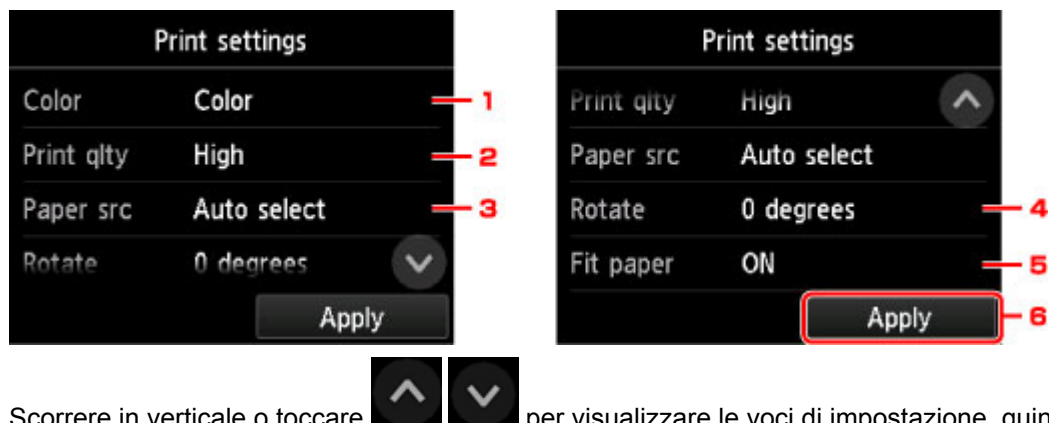 Print settings
Color Color 1
Print qlty High 2
Paper src Auto select 3
Rotate 0 degrees
Apply
Print settings
Print qlty High
Paper src Auto select
Rotate 0 degrees 4
Fit paper ON 5
Apply 6
Scorrere in verticale o toccare per visualizzare le voci di impostazione, quin